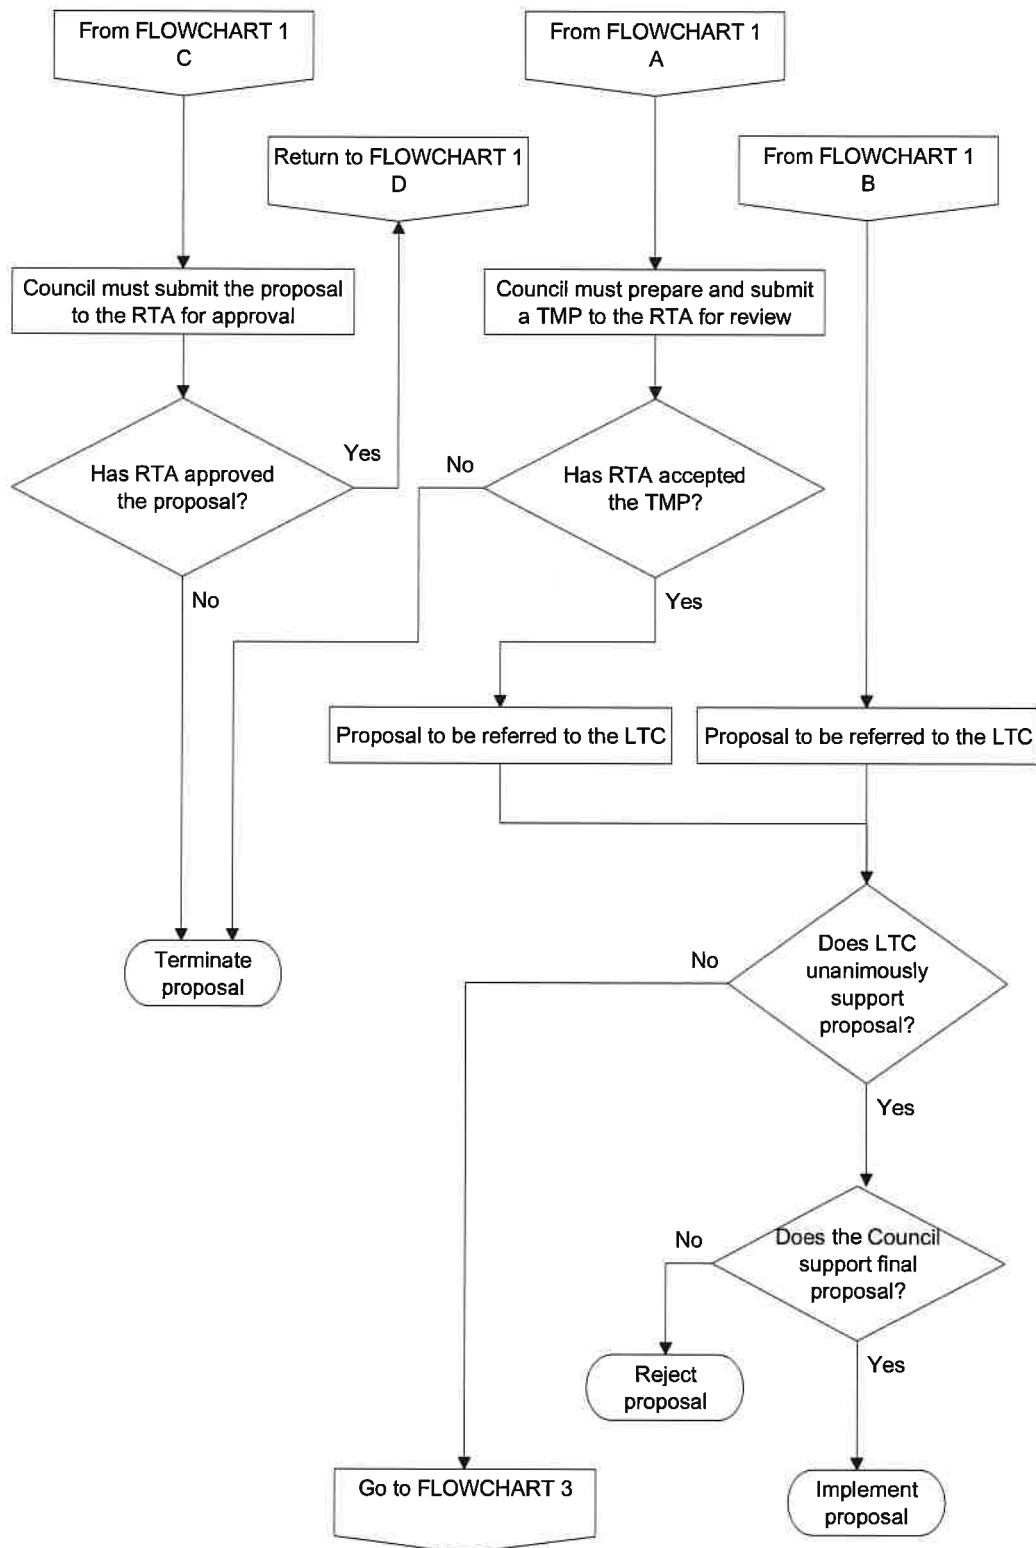 From FLOWCHART 1
C
From FLOWCHART 1
A
Return to FLOWCHART 1
D
From FLOWCHART 1
B
Council must submit the proposal
to the RTA for approval
Council must prepare and submit
a TMP to the RTA for review
Has RTA approved
the proposal?
Yes
No
Has RTA accepted
the TMP?
No
Yes
Proposal to be referred to the LTC
Proposal to be referred to the LTC
Terminate
proposal
Does LTC
unanimously
support
proposal?
No
Yes
Does the Council
support final
proposal?
No
Yes
Reject
proposal
Go to FLOWCHART 3
Implement
proposal